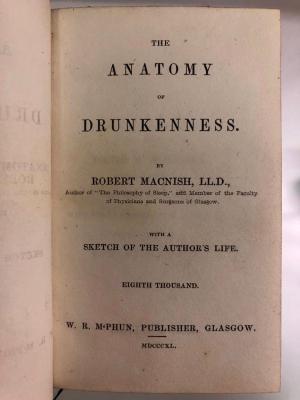 THE
ANATOMY
OF
DRUNKENNESS.
BY
ROBERT MACNISH, LL.D.,
Author of "The Philosophy of Sleep," and Member of the Faculty
of Physicians and Surgeons of Glasgow.
WITH A
SKETCH OF THE AUTHOR'S LIFE.
EIGHTH THOUSAND.
W. R. M‘PHUN, PUBLISHER, GLASGOW.
MDCCCXL.